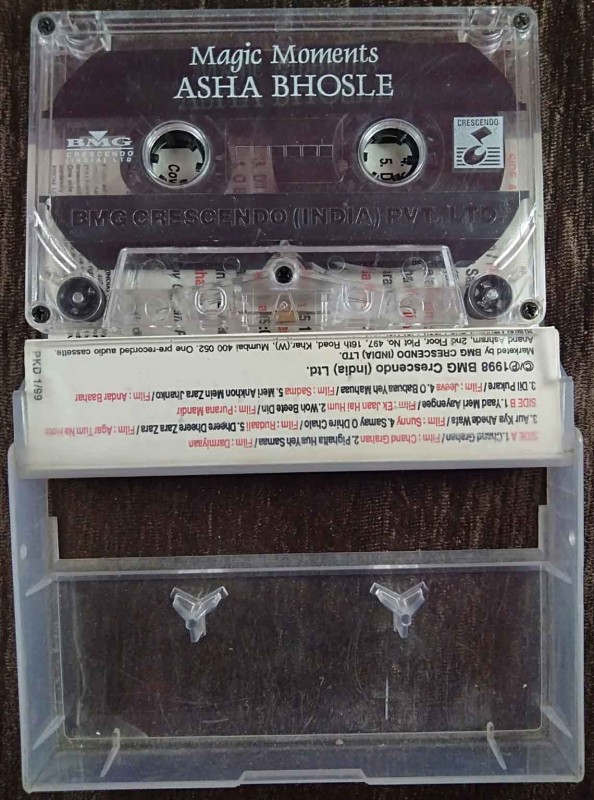 Magic Moments
ASHA BHOSLE
BMG
CRESCENDO
(INDIA) LTD
CRESCENDO
5. D
BMG CRESCENDO (INDIA) PVT. LTD.
SIDE A 1. Chand Grahan / Film : Chand Grahan 2. Pighalta Hua Yeh Samaa / Film : Darmiyaan
3. Aur Kya Ahede Wafa / Film : Sunny 4. Samay O Dhire Chalo / Film : Rudaali 5. Dheere Dheere Zara Zara / Film : Agar Tum Na Hote
SIDE B 1. Yaad Meri Aayengee / Film : Ek Jaan Hai Hum 2. Woh Beete Din / Film : Purana Mandir
3. Dil Pukare / Film : Jeeva 4. O Babuaa Yeh Mahuaa / Film : Sadma 5. Meri Ankhon Mein Zara Jhanko / Film : Andar Baahar
©℗1998 BMG Crescendo (India) Ltd.
Marketed by BMG CRESCENDO (INDIA) LTD.
Anand Ashram, 2nd Floor, Plot No. 497, 16th Road, Khar (W), Mumbai 400 052. One pre-recorded audio cassette.
PKD 1/99